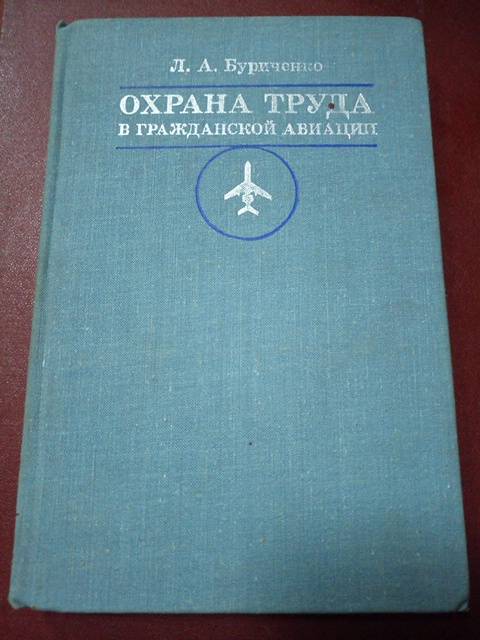 Л. А. Буриченко
ОХРАНА ТРУДА
В ГРАЖДАНСКОЙ АВИАЦИИ